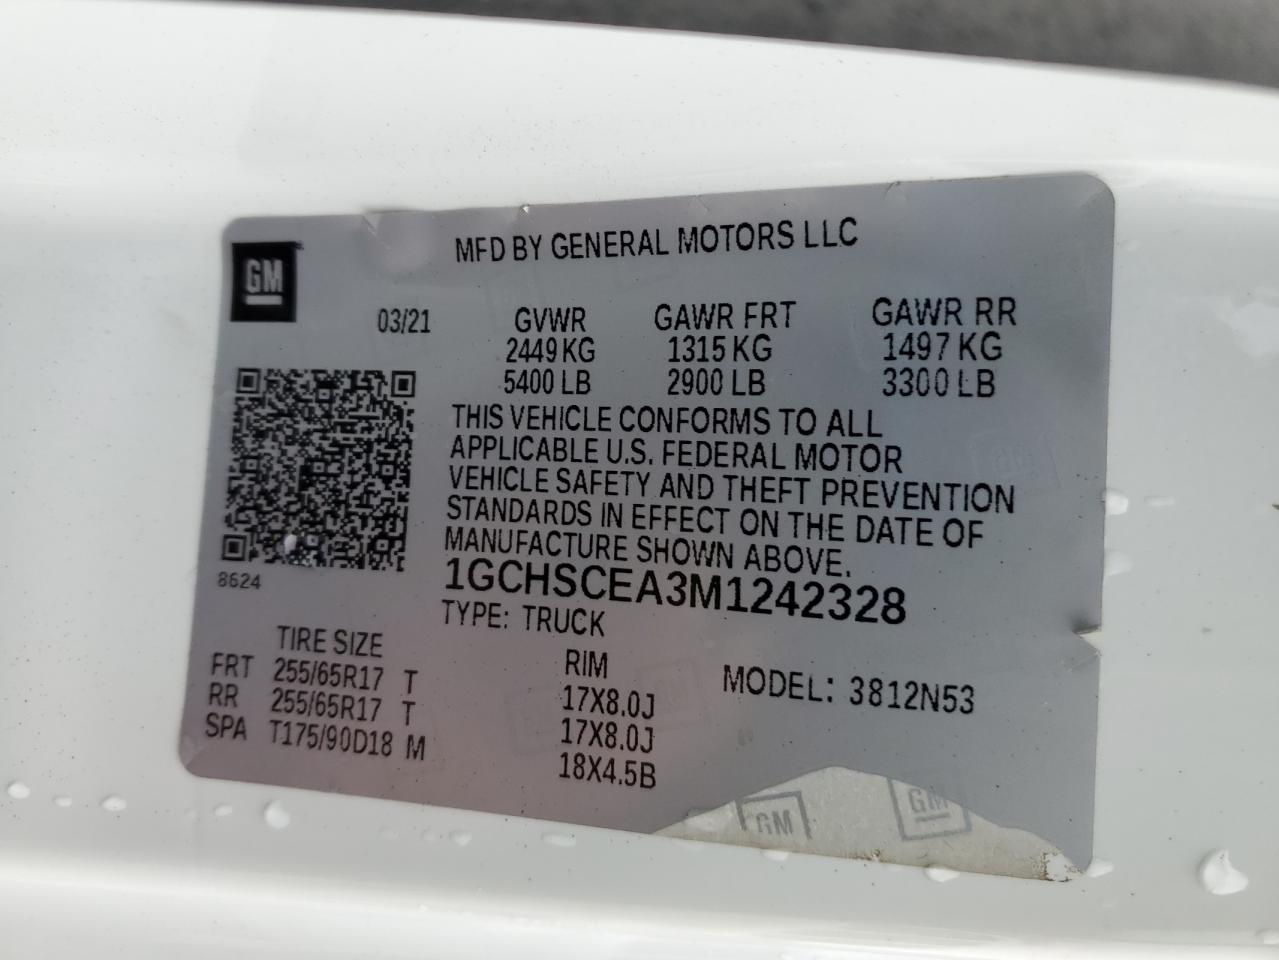 MFD BY GENERAL MOTORS LLC
GM
03/21 GVWR GAWR FRT GAWR RR
2449 KG 1315 KG 1497 KG
5400 LB 2900 LB 3300 LB
THIS VEHICLE CONFORMS TO ALL
APPLICABLE U.S. FEDERAL MOTOR
VEHICLE SAFETY AND THEFT PREVENTION
STANDARDS IN EFFECT ON THE DATE OF
MANUFACTURE SHOWN ABOVE.
8624
1GCHSCEA3M1242328
TYPE: TRUCK
TIRE SIZE RIM MODEL: 3812N53
FRT 255/65R17 T 17X8.0J
RR 255/65R17 T 17X8.0J
SPA T175/90D18 M 18X4.5B
GM GM